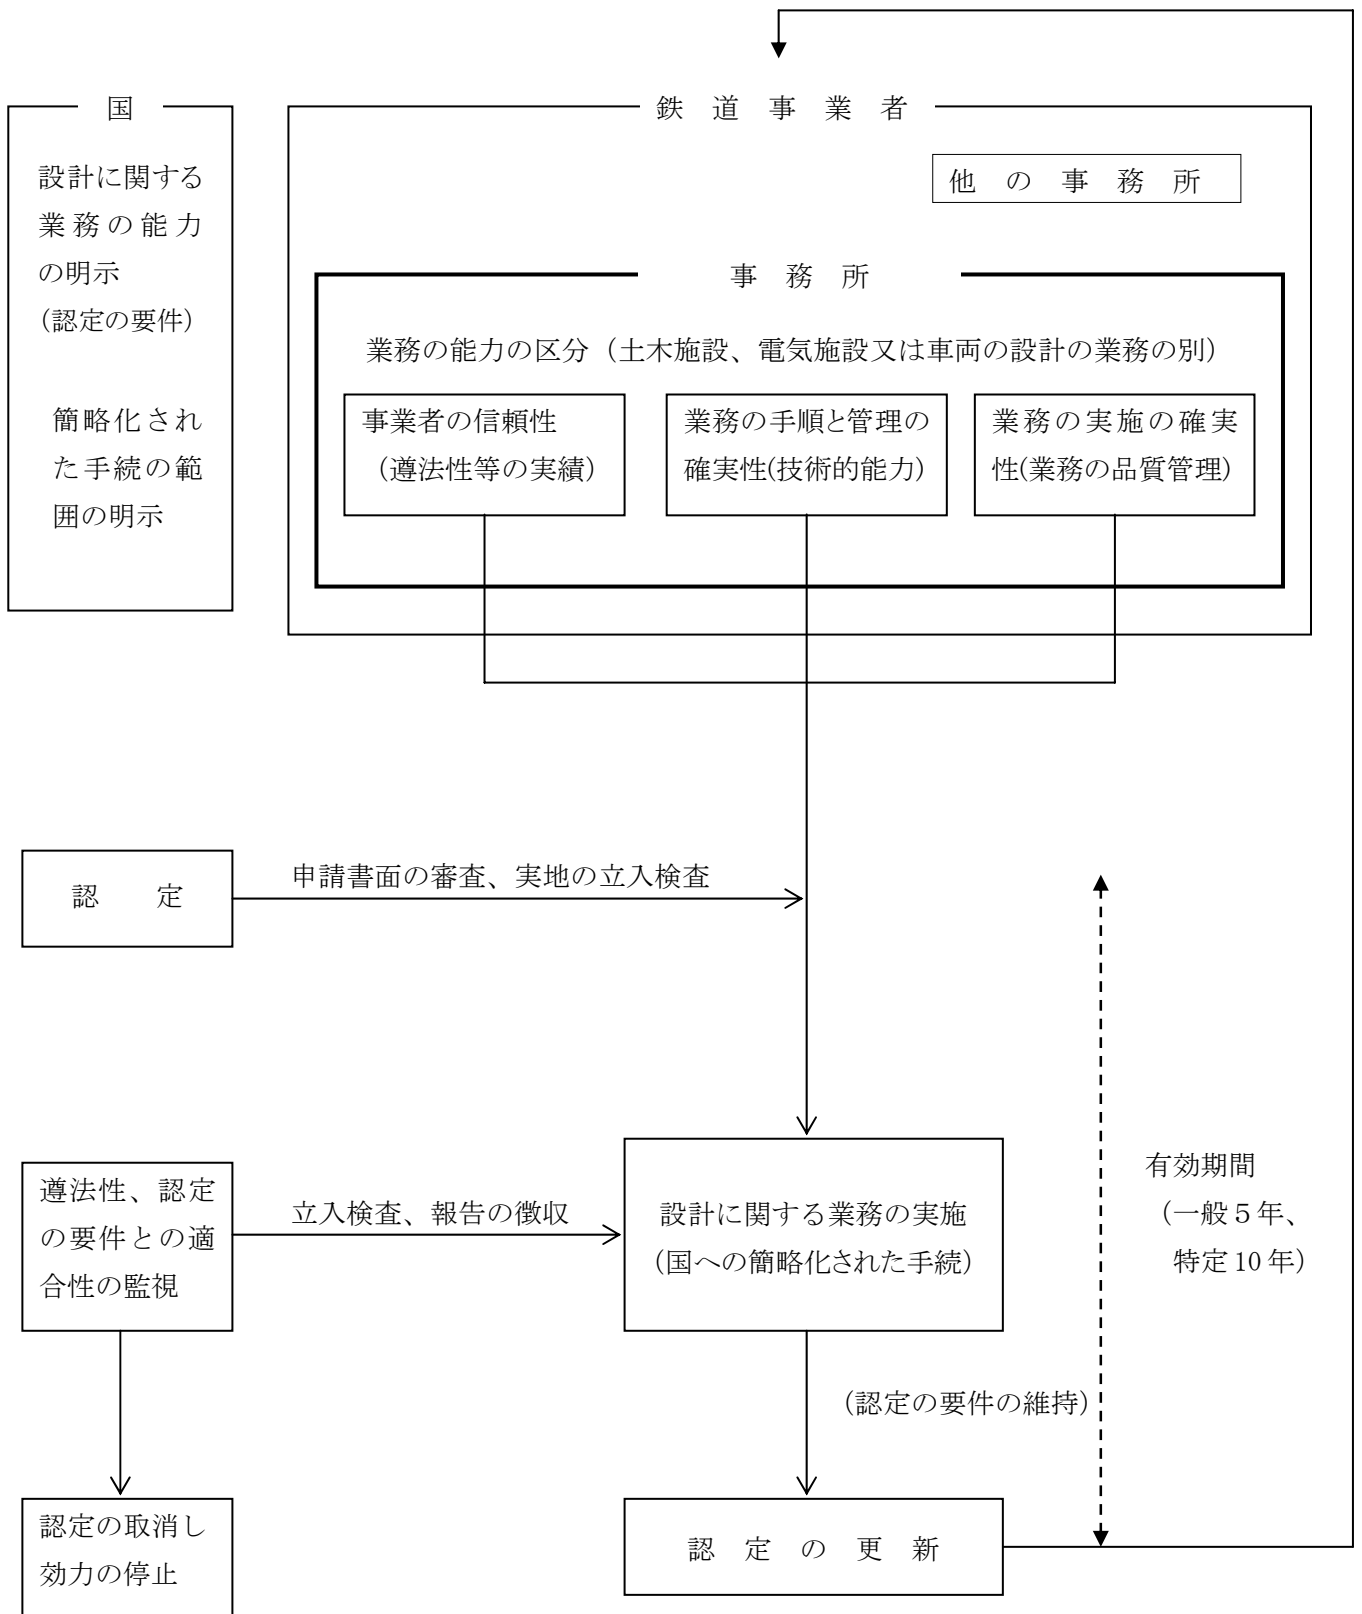 国
設計に関する
業務の能力
の明示
（認定の要件）
簡略化され
た手続の範
囲の明示
鉄道事業者
他の事務所
事務所
業務の能力の区分（土木施設、電気施設又は車両の設計の業務の別）
事業者の信頼性
（遵法性等の実績）
業務の手順と管理の
確実性(技術的能力)
業務の実施の確実
性(業務の品質管理)
認定
申請書面の審査、実地の立入検査
遵法性、認定
の要件との適
合性の監視
立入検査、報告の徴収
設計に関する業務の実施
（国への簡略化された手続）
有効期間
（一般５年、
特定10年）
（認定の要件の維持）
認定の取消し
効力の停止
認定の更新